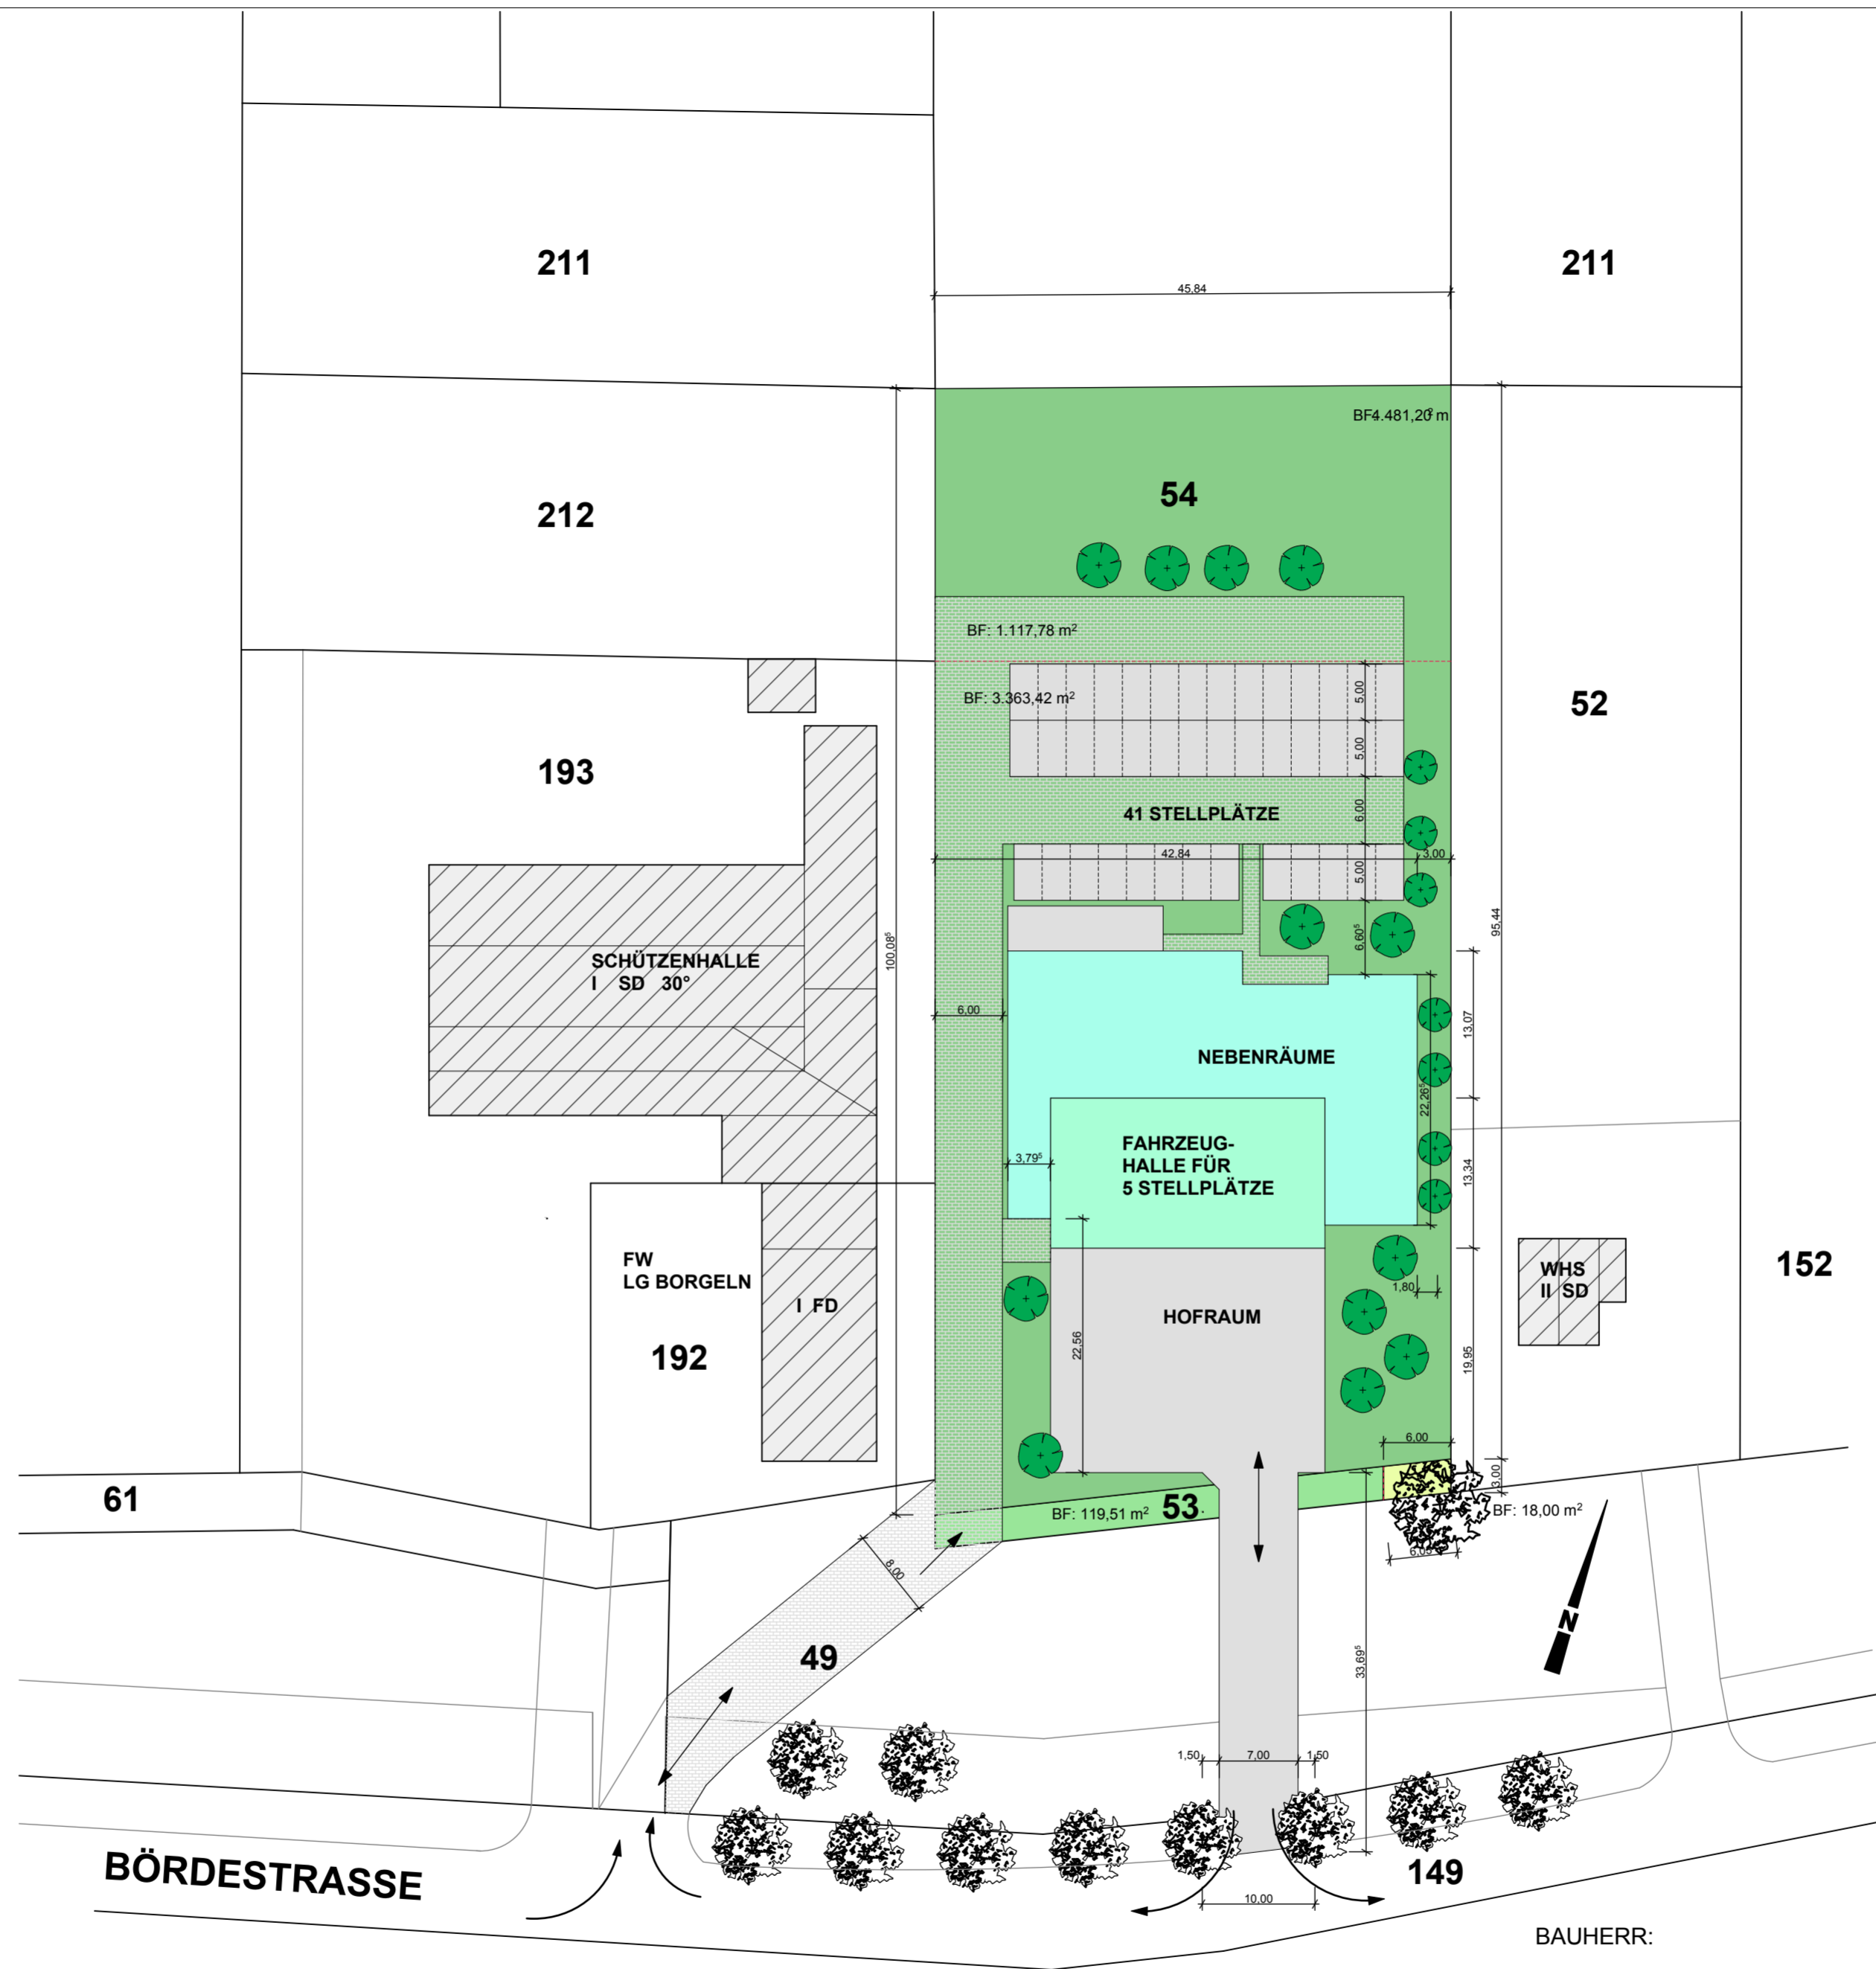 211
211
45.84
BF4.481,20² m
54
212
BF: 1.117,78 m²
BF: 3.363,42 m²
5,00
52
5,00
193
41 STELLPLÄTZE
6,00
42,84
3,00
5,00
95,44
6,60⁵
100,08⁵
SCHÜTZENHALLE
I SD 30°
6,00
13,07
NEBENRÄUME
22,26⁵
FAHRZEUG-
HALLE FÜR
5 STELLPLÄTZE
3,79⁵
13,34
FW
LG BORGELN
I FD
WHS
II SD
152
1,80
HOFRAUM
22,56
192
19,95
6,00
3,00
61
BF: 119,51 m²
53
BF: 18,00 m²
6,05
8,00
N
49
33,69⁵
1,50
7,00
1,50
BÖRDESTRASSE
149
10,00
BAUHERR: